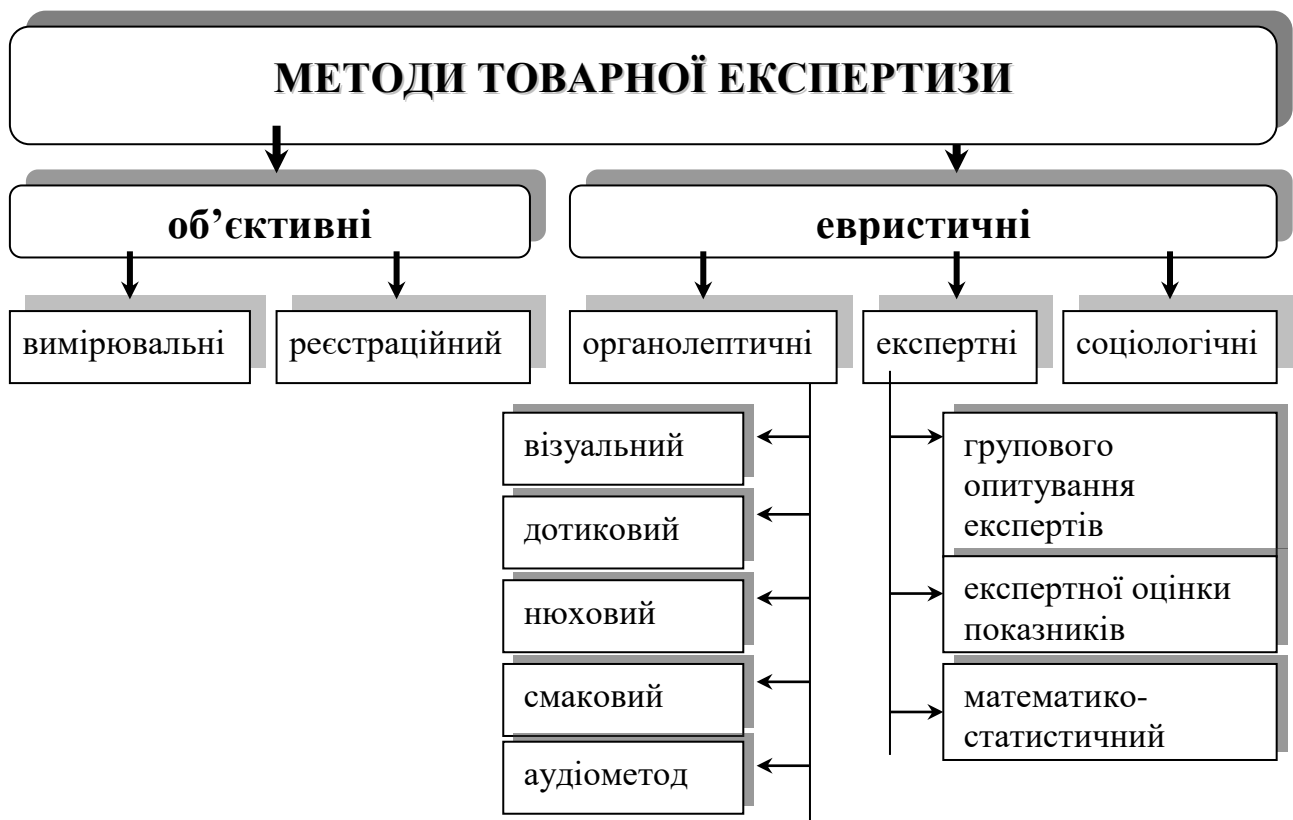 МЕТОДИ ТОВАРНОЇ ЕКСПЕРТИЗИ
об’єктивні
евристичні
вимірювальні
реєстраційний
органолептичні
експертні
соціологічні
візуальний
дотиковий
нюховий
смаковий
аудіометод
групового
опитування
експертів
експертної оцінки
показників
математико-
статистичний